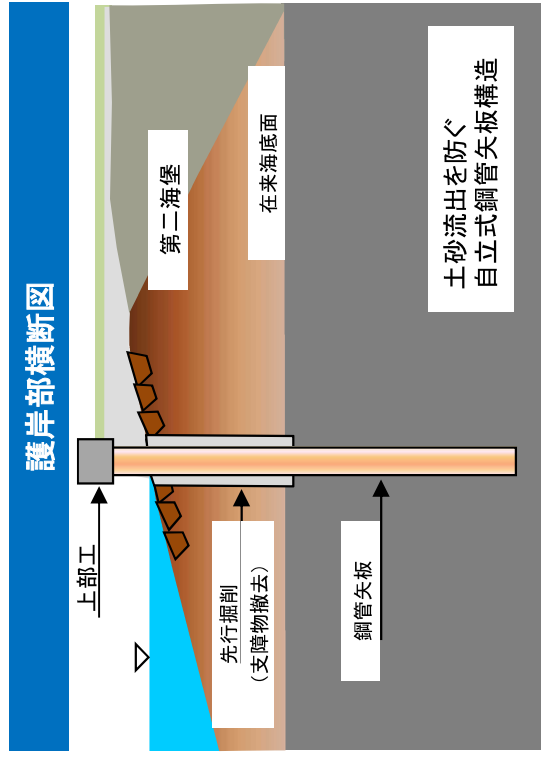 護岸部横断図
上部工
第二海堡
在来海底面
先行掘削
(支障物撤去)
鋼管矢板
土砂流出を防ぐ
自立式鋼管矢板構造